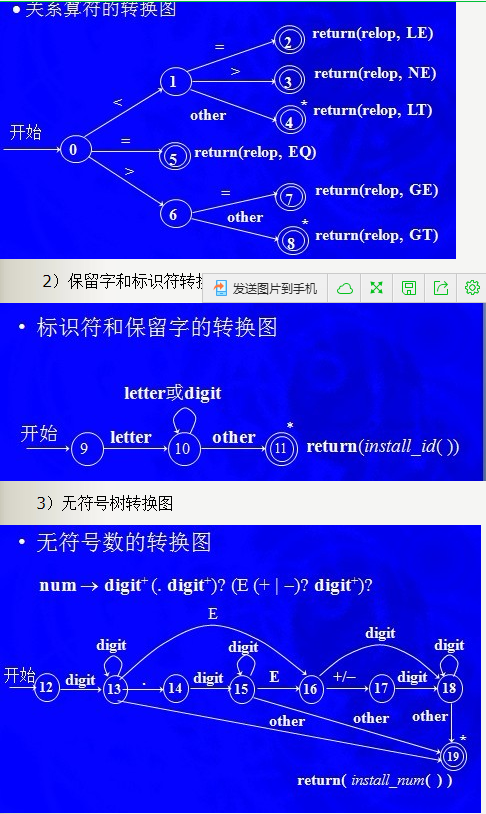 • 关系算符的转换图
= 2 return(relop, LE)
1 > 3 return(relop, NE)
< other * 4 return(relop, LT)
开始 0 = 5 return(relop, EQ)
> = 7 return(relop, GE)
6 other * 8 return(relop, GT)
2）保留字和标识符转换
发送图片到手机
• 标识符和保留字的转换图
letter或digit
开始 9 letter 10 other 11 * return(install_id( ))
3）无符号树转换图
• 无符号数的转换图
num → digit⁺ (. digit⁺)? (E (+ | –)? digit⁺)?
E
digit digit digit digit
开始 12 digit 13 . 14 digit 15 E 16 +/– 17 digit 18
other other other
* 19
return( install_num( ) )